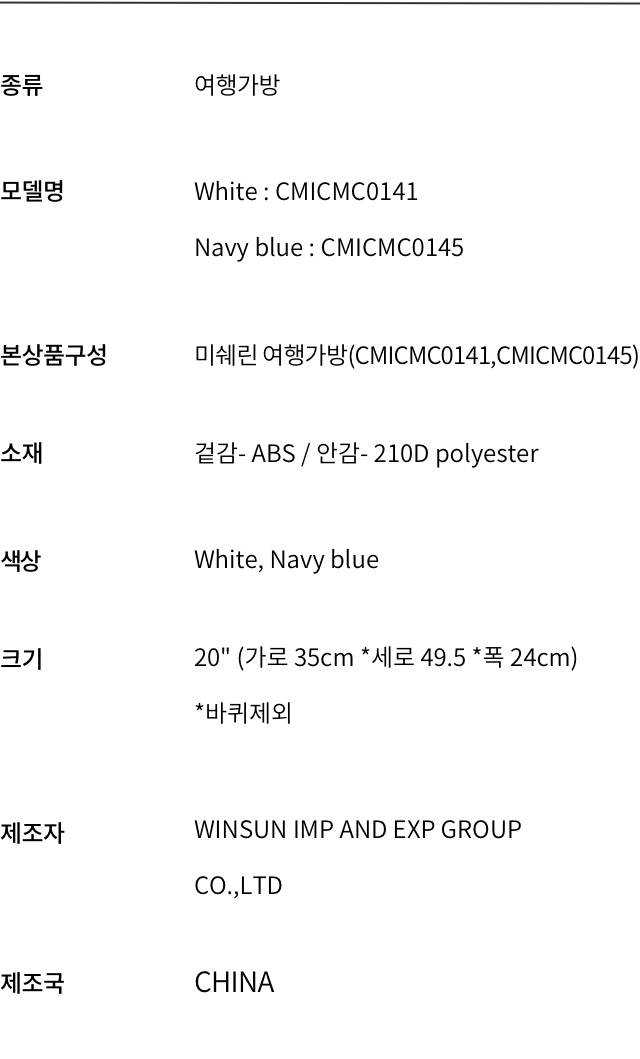 종류 여행가방
모델명 White : CMICMC0141
Navy blue : CMICMC0145
본상품구성 미쉐린 여행가방(CMICMC0141,CMICMC0145)
소재 겉감- ABS / 안감- 210D polyester
색상 White, Navy blue
크기 20" (가로 35cm *세로 49.5 *폭 24cm)
*바퀴제외
제조자 WINSUN IMP AND EXP GROUP
CO.,LTD
제조국 CHINA